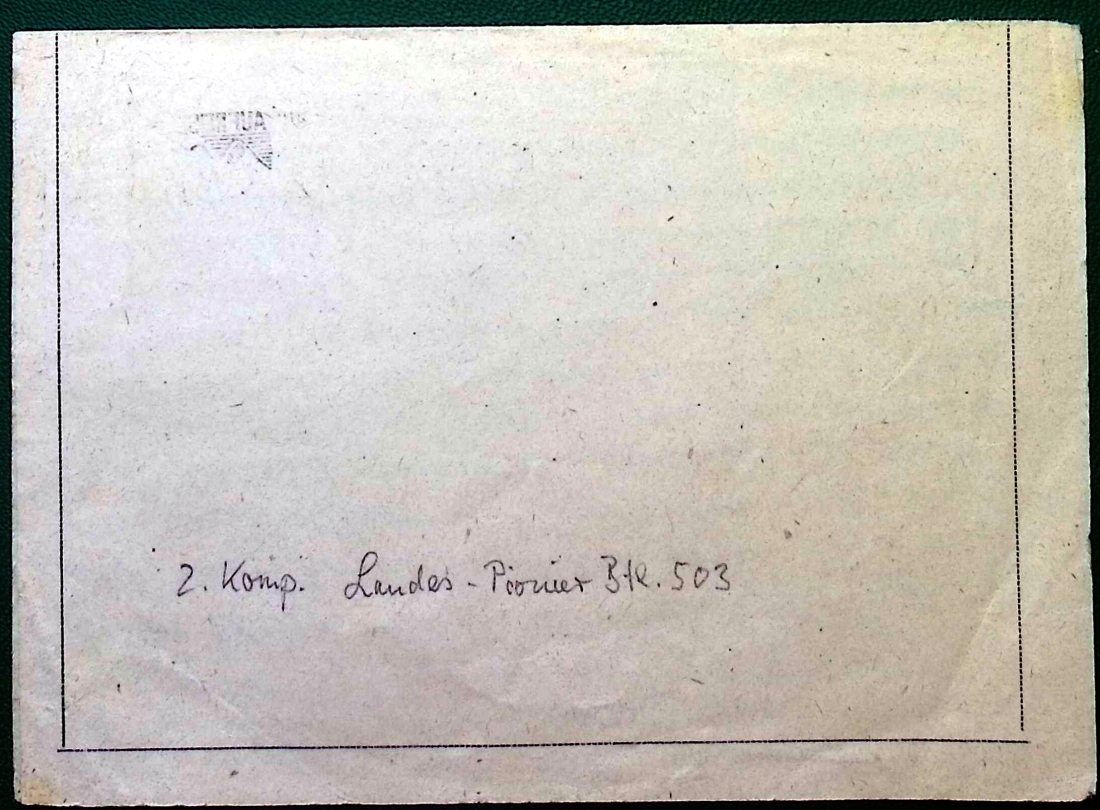 2. Komp. Landes-Pionier Btl. 503